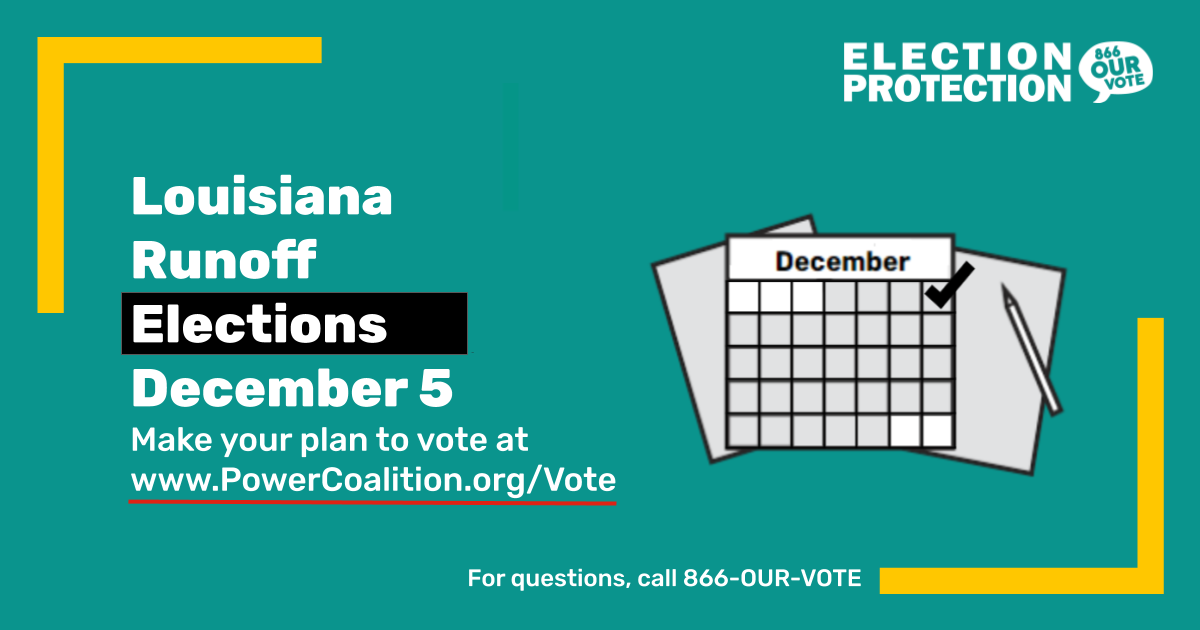 ELECTION
PROTECTION
866
OUR
VOTE
Louisiana
Runoff
Elections
December 5
Make your plan to vote at
www.PowerCoalition.org/Vote
December
For questions, call 866-OUR-VOTE